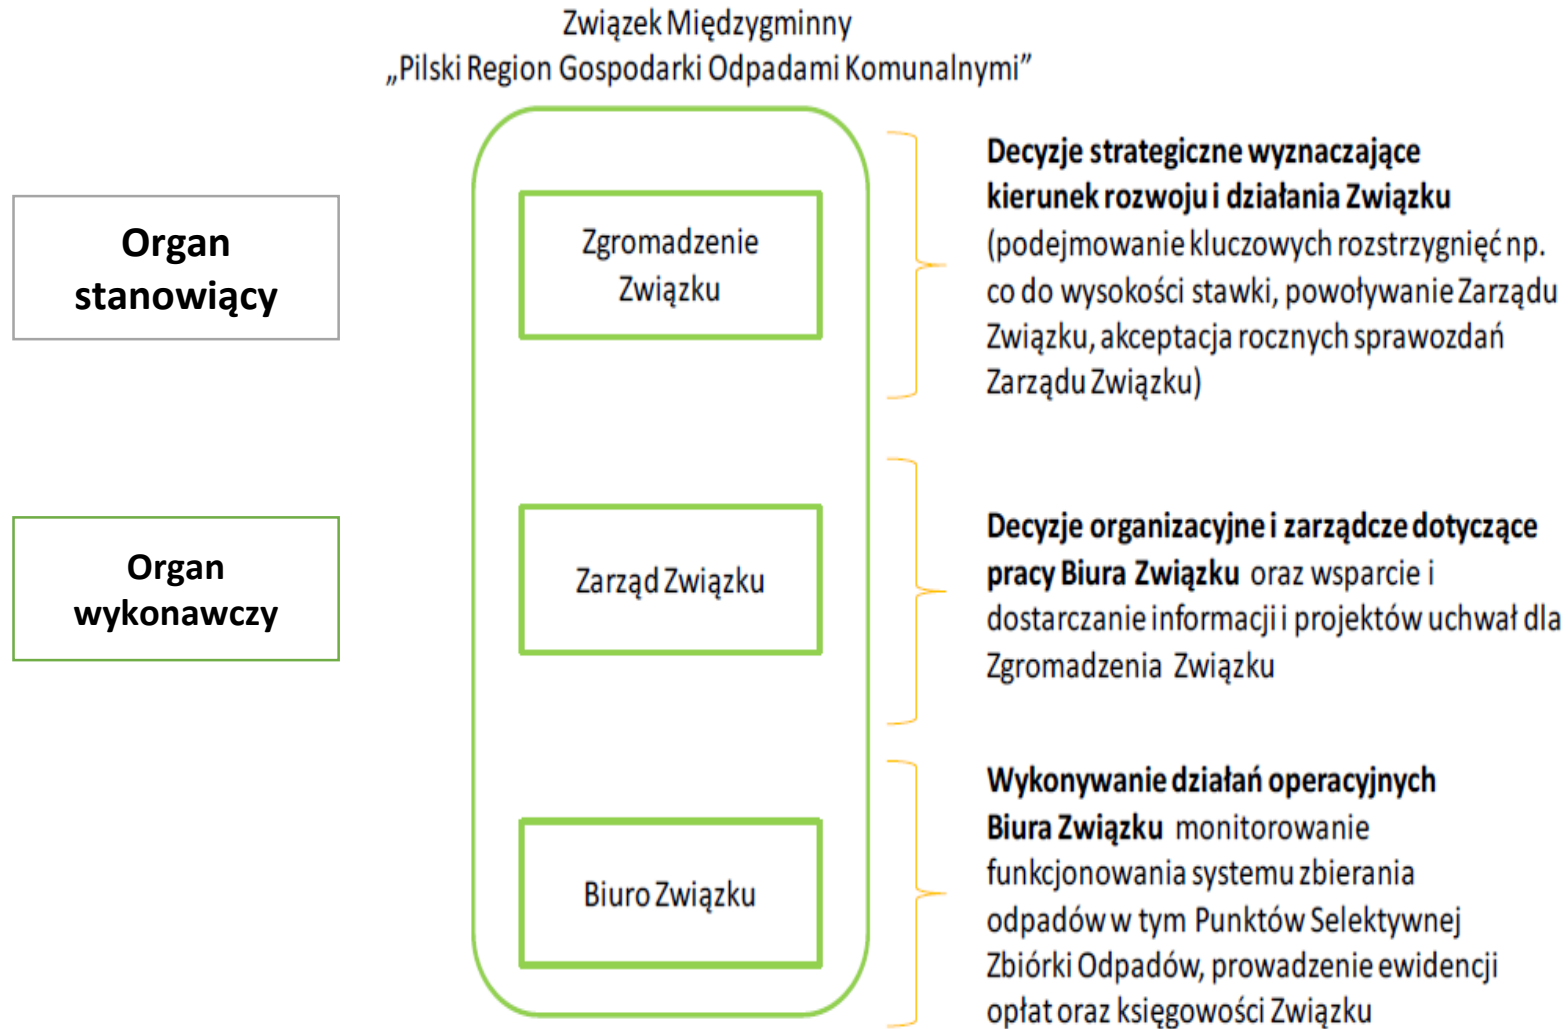 Związek Międzygminny
„Pilski Region Gospodarki Odpadami Komunalnymi”
Organ
stanowiący
Zgromadzenie
Związku
Decyzje strategiczne wyznaczające
kierunek rozwoju i działania Związku
(podejmowanie kluczowych rozstrzygnięć np.
co do wysokości stawki, powoływanie Zarządu
Związku, akceptacja rocznych sprawozdań
Zarządu Związku)
Organ
wykonawczy
Zarząd Związku
Decyzje organizacyjne i zarządcze dotyczące
pracy Biura Związku oraz wsparcie i
dostarczanie informacji i projektów uchwał dla
Zgromadzenia Związku
Biuro Związku
Wykonywanie działań operacyjnych
Biura Związku monitorowanie
funkcjonowania systemu zbierania
odpadów w tym Punktów Selektywnej
Zbiórki Odpadów, prowadzenie ewidencji
opłat oraz księgowości Związku